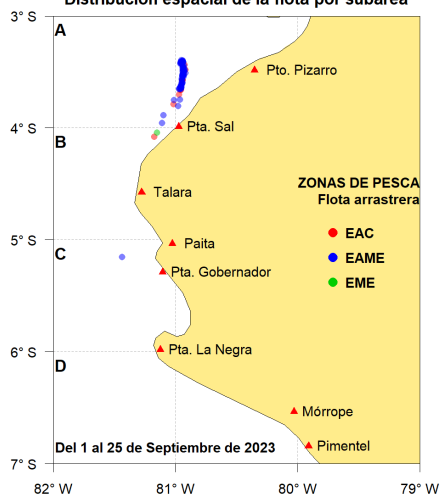 Distribución espacial de la flota por subárea
3° S
A
Pto. Pizarro
4° S
Pta. Sal
B
ZONAS DE PESCA
Talara
Flota arrastrera
EAC
5° S
Paita
C
EAME
Pta. Gobernador
EME
6° S
Pta. La Negra
D
Mórrope
Del 1 al 25 de Septiembre de 2023
Pimentel
7° S
82° W
81° W
80° W
79° W